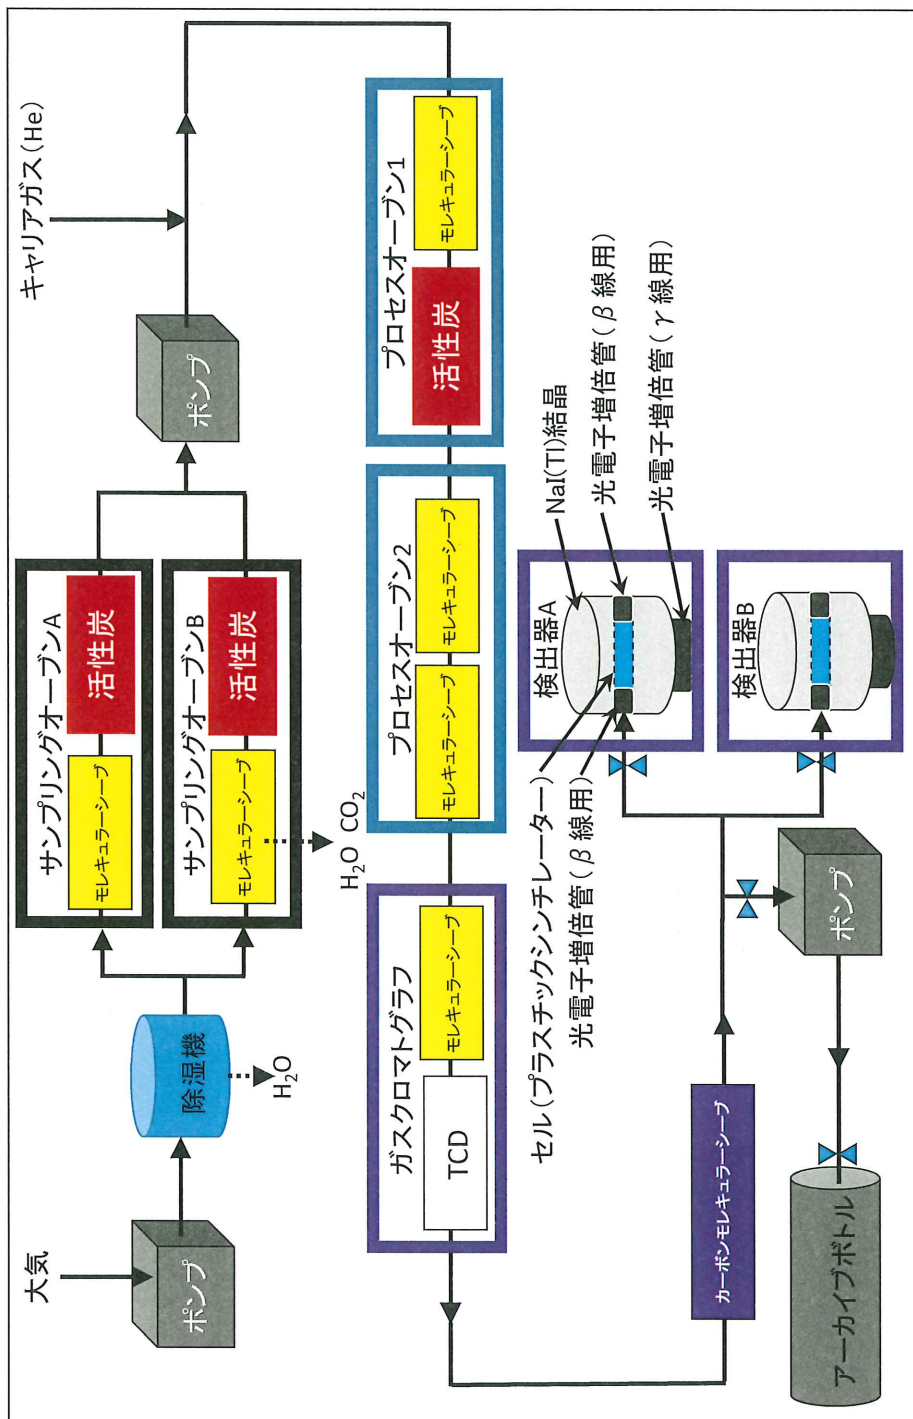 大気
キャリアガス(He)
ポンプ
除湿機
H₂O
サンプリングオーブンA
モレキュラーシーブ
活性炭
サンプリングオーブンB
モレキュラーシーブ
活性炭
H₂O CO₂
ポンプ
ガスクロマトグラフ
TCD
モレキュラーシーブ
プロセスオーブン2
モレキュラーシーブ
モレキュラーシーブ
プロセスオーブン1
活性炭
モレキュラーシーブ
セル(プラスチックシンチレーター)
光電子増倍管(β線用)
検出器A
NaI(Tl)結晶
光電子増倍管(β線用)
光電子増倍管(γ線用)
検出器B
カーボンモレキュラーシーブ
ポンプ
アーカイブボトル